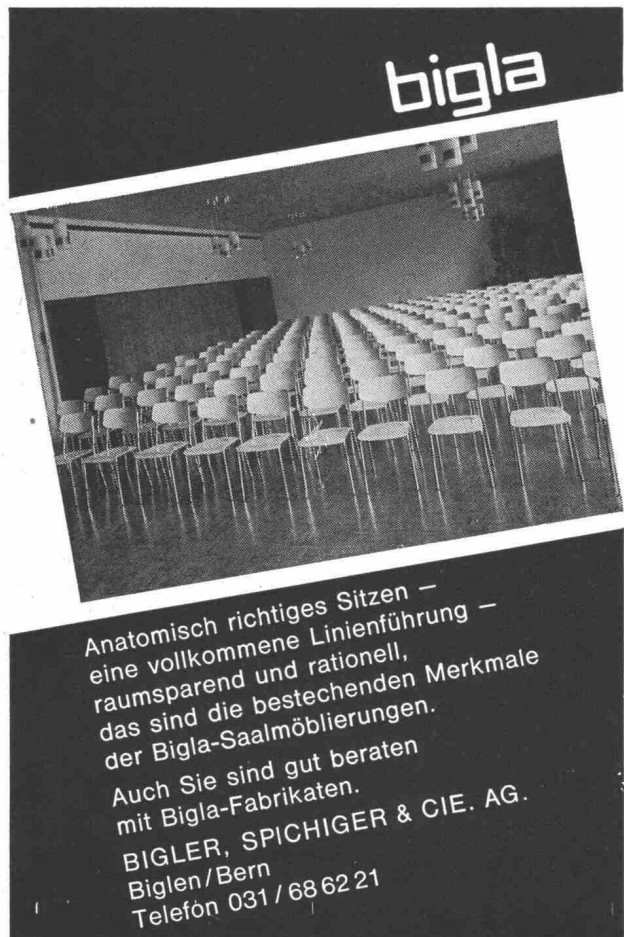 bigla
Anatomisch richtiges Sitzen –
eine vollkommene Linienführung –
raumsparend und rationell,
das sind die bestechenden Merkmale
der Bigla-Saalmöblierungen.
Auch Sie sind gut beraten
mit Bigla-Fabrikaten.
BIGLER, SPICHIGER & CIE. AG.
Biglen/Bern
Telefon 031/68 62 21